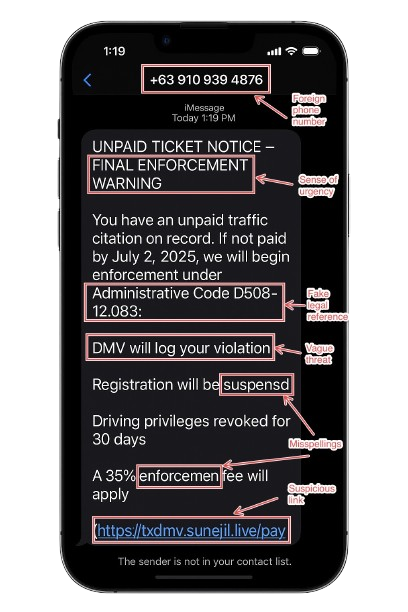 1:19
+63 910 939 4876
Foreign
phone
number
iMessage
Today 1:19 PM
UNPAID TICKET NOTICE –
FINAL ENFORCEMENT
WARNING
Sense of
urgency
You have an unpaid traffic
citation on record. If not paid
by July 2, 2025, we will begin
enforcement under
Administrative Code D508-
12.083:
Fake
legal
reference
DMV will log your violation
Vague
threat
Registration will be suspensd
Driving privileges revoked for
30 days
Misspellings
A 35% enforcemen fee will
apply
Suspicious
link
(https://txdmv.sunejil.live/pay
The sender is not in your contact list.